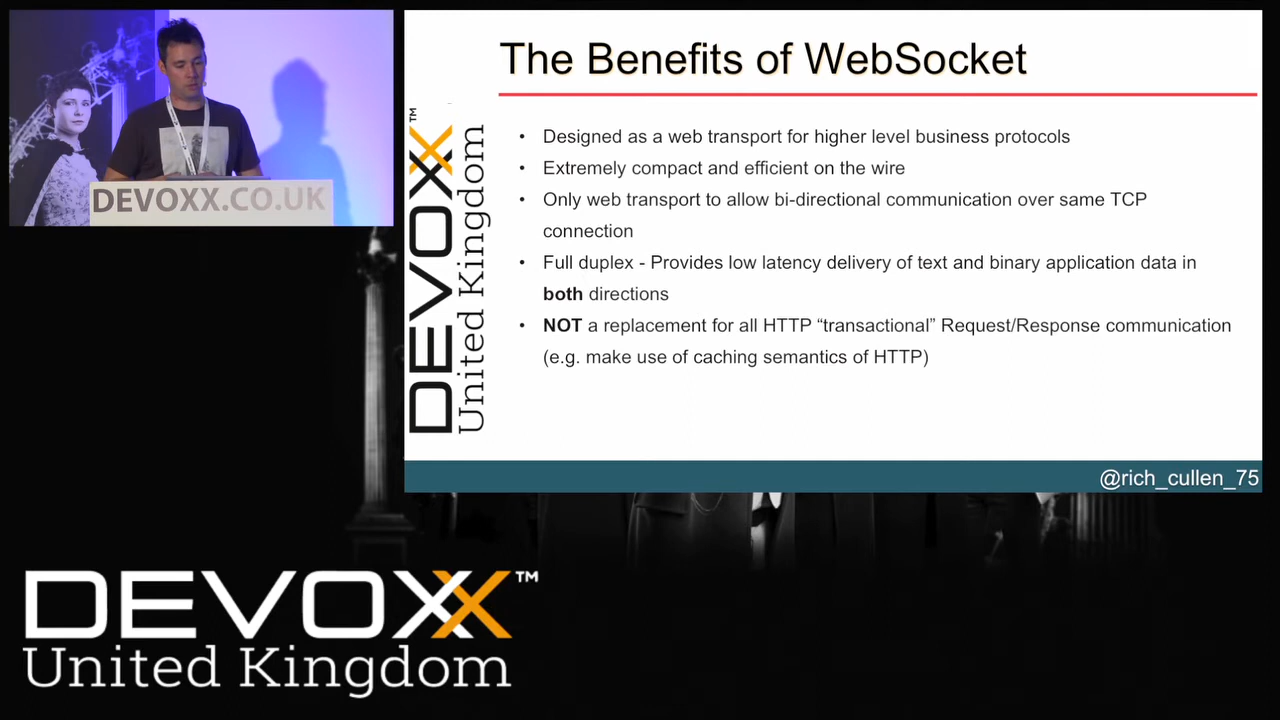 DEVOXX.CO.UK
The Benefits of WebSocket
• Designed as a web transport for higher level business protocols
• Extremely compact and efficient on the wire
• Only web transport to allow bi-directional communication over same TCP
connection
• Full duplex - Provides low latency delivery of text and binary application data in
both directions
• NOT a replacement for all HTTP “transactional” Request/Response communication
(e.g. make use of caching semantics of HTTP)
DEVOXX™
United Kingdom
@rich_cullen_75
DEVOXX™
United Kingdom